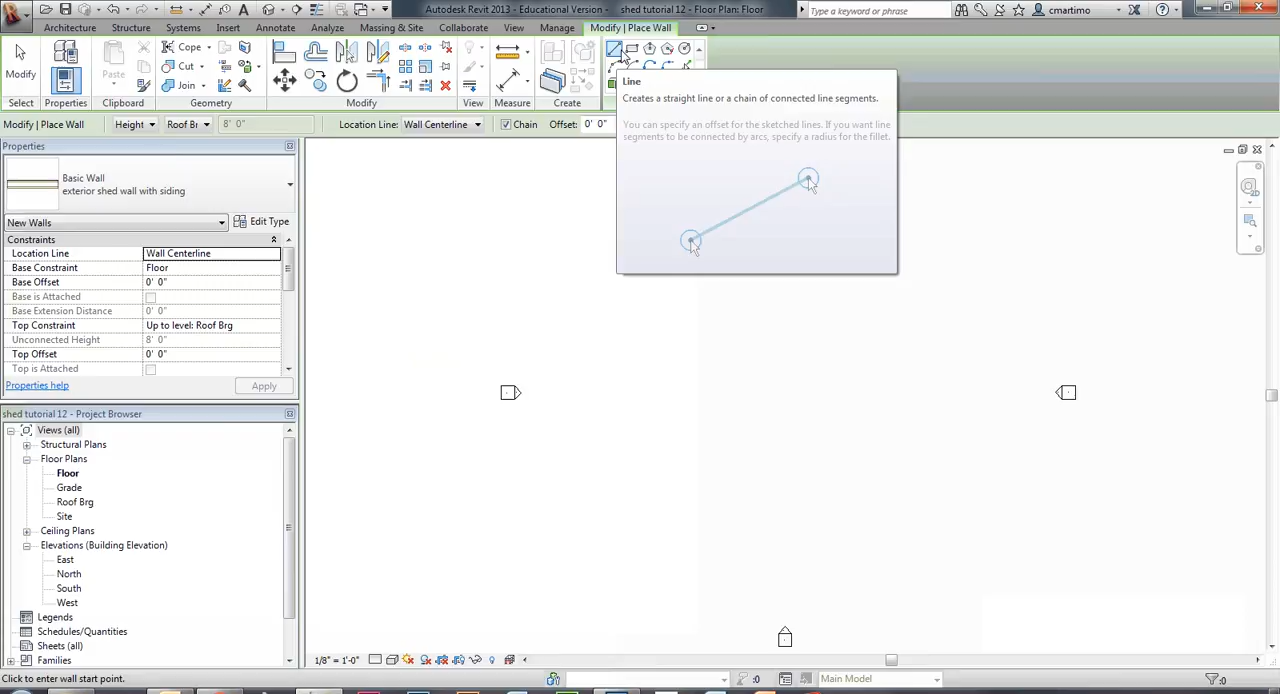 Autodesk Revit 2013 - Educational Version - shed tutorial 12 - Floor Plan: Floor
Type a keyword or phrase
cmartimo
Architecture Structure Systems Insert Annotate Analyze Massing & Site Collaborate View Manage Modify | Place Wall
Cope
Modify
Paste
Cut
Join
Select Properties Clipboard Geometry Modify View Measure Create
Modify | Place Wall Height Roof Br 8' 0" Location Line: Wall Centerline Chain Offset: 0' 0"
Line
Creates a straight line or a chain of connected line segments.
You can specify an offset for the sketched lines. If you want line
segments to be connected by arcs, specify a radius for the fillet.
Properties
Basic Wall
exterior shed wall with siding
New Walls Edit Type
Constraints
Location Line Wall Centerline
Base Constraint Floor
Base Offset 0' 0"
Base is Attached
Base Extension Distance 0' 0"
Top Constraint Up to level: Roof Brg
Unconnected Height 8' 0"
Top Offset 0' 0"
Top is Attached
Properties help Apply
shed tutorial 12 - Project Browser
Views (all)
Structural Plans
Floor Plans
Floor
Grade
Roof Brg
Site
Ceiling Plans
Elevations (Building Elevation)
East
North
South
West
Legends
Schedules/Quantities
Sheets (all)
Families
1/8" = 1'-0"
Click to enter wall start point. :0 Main Model :0